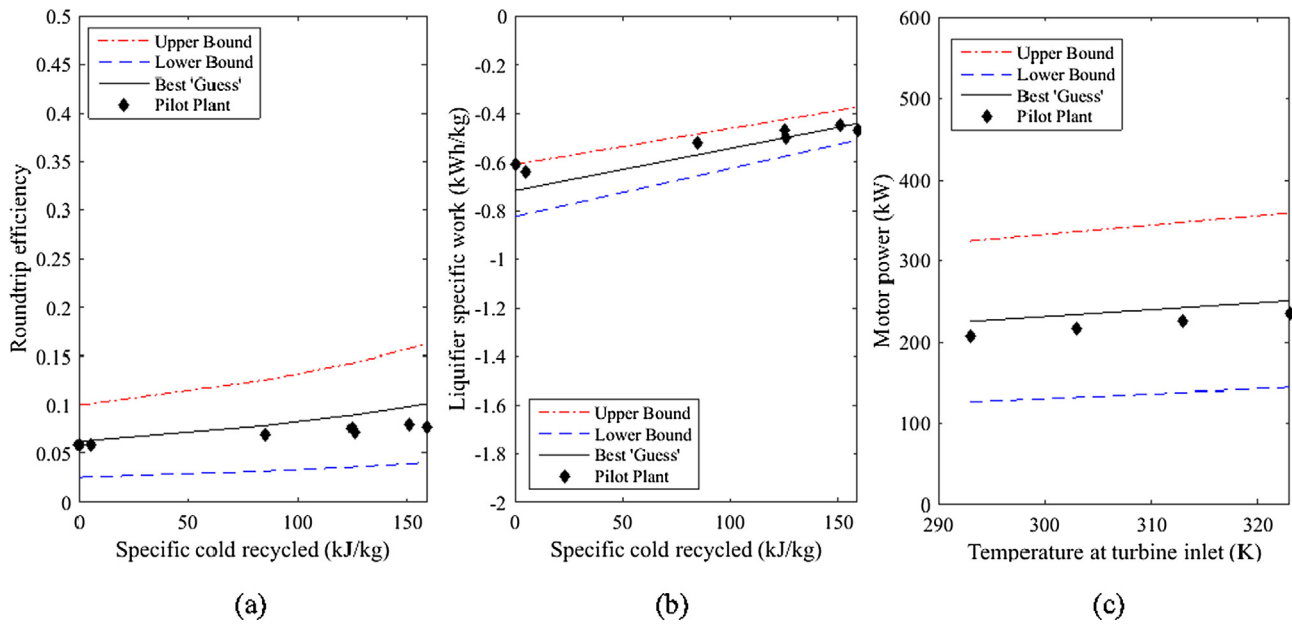 0.5
0.45
0.4
0.35
0.3
0.25
0.2
0.15
0.1
0.05
0
Roundtrip efficiency
Upper Bound
Lower Bound
Best 'Guess'
Pilot Plant
0
50
100
150
Specific cold recycled (kJ/kg)
(a)
0
-0.2
-0.4
-0.6
-0.8
-1
-1.2
-1.4
-1.6
-1.8
-2
Liquifier specific work (kWh/kg)
Upper Bound
Lower Bound
Best 'Guess'
Pilot Plant
0
50
100
150
Specific cold recycled (kJ/kg)
(b)
600
500
400
300
200
100
0
Motor power (kW)
Upper Bound
Lower Bound
Best 'Guess'
Pilot Plant
290
300
310
320
Temperature at turbine inlet (K)
(c)